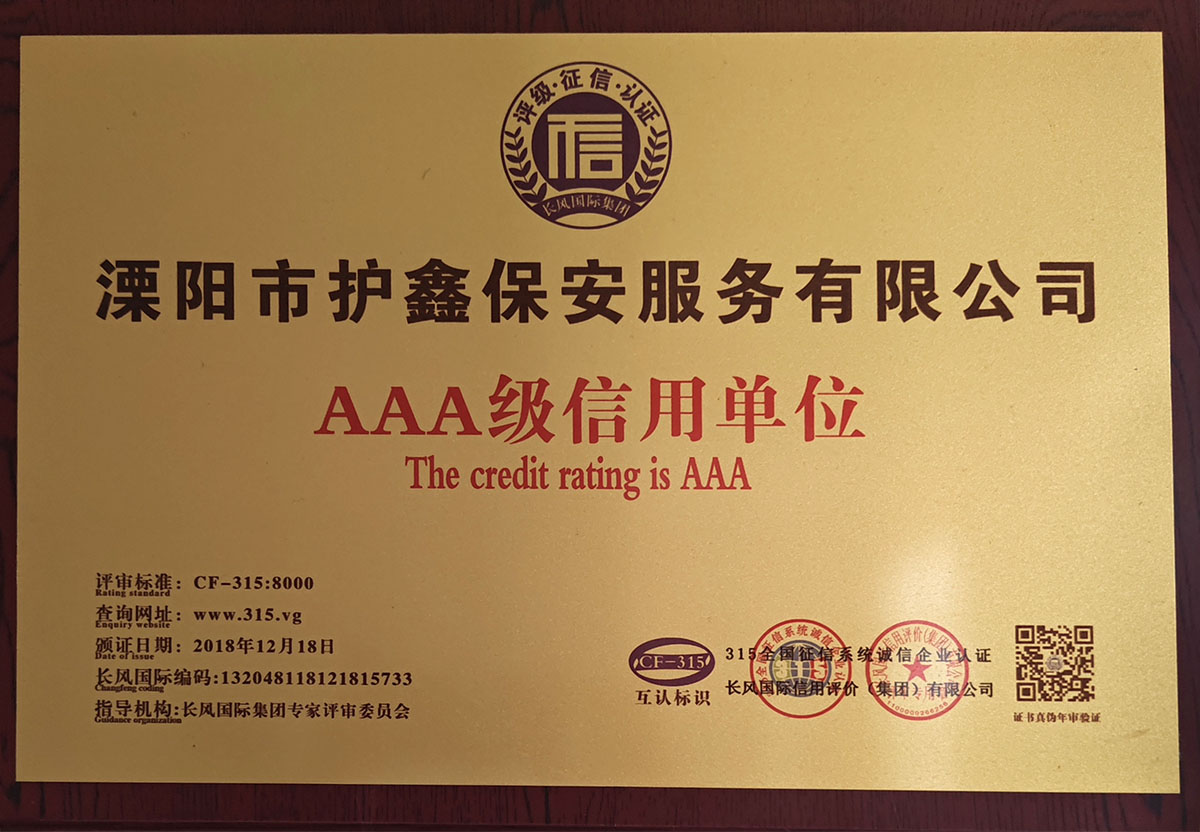 评级·征信·认证
信
长风国际集团
溧阳市护鑫保安服务有限公司
AAA级信用单位
The credit rating is AAA
评审标准：CF-315:8000
Rating standard
查询网址：www.315.vg
Enquiry website
颁证日期：2018年12月18日
Date of issue
长风国际编码:132048118121815733
Changfeng coding
指导机构:长风国际集团专家评审委员会
Guidance organization
CF-315
互认标识
315全国征信系统诚信企业认证
长风国际信用评价（集团）有限公司
证书真伪年审验证